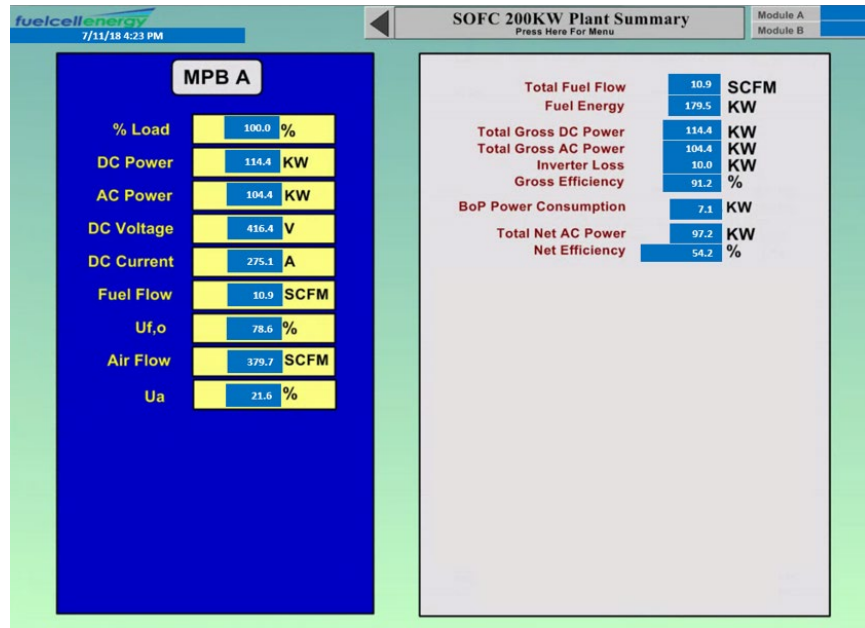 fuelcellenergy
7/11/18 4:23 PM
SOFC 200KW Plant Summary
Press Here For Menu
Module A
Module B
MPB A
% Load 100.0 %
DC Power 114.4 KW
AC Power 104.4 KW
DC Voltage 416.4 V
DC Current 275.1 A
Fuel Flow 10.9 SCFM
Uf,o 78.6 %
Air Flow 379.7 SCFM
Ua 21.6 %
Total Fuel Flow 10.9 SCFM
Fuel Energy 179.5 KW
Total Gross DC Power 114.4 KW
Total Gross AC Power 104.4 KW
Inverter Loss 10.0 KW
Gross Efficiency 91.2 %
BoP Power Consumption 7.1 KW
Total Net AC Power 97.2 KW
Net Efficiency 54.2 %